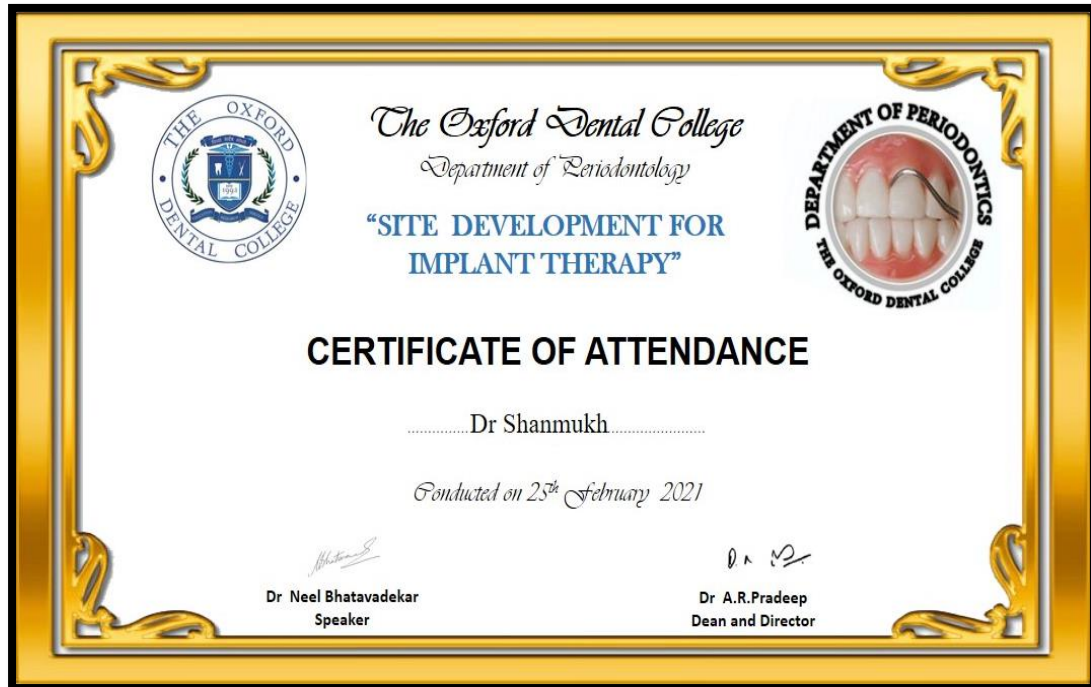 THE OXFORD
DENTAL COLLEGE
1992
The Oxford Dental College
Department of Periodontology
“SITE DEVELOPMENT FOR
IMPLANT THERAPY”
DEPARTMENT OF PERIODONTICS
THE OXFORD DENTAL COLLEGE
CERTIFICATE OF ATTENDANCE
Dr Shanmukh
Conducted on 25th February 2021
Dr Neel Bhatavadekar
Speaker
Dr A.R.Pradeep
Dean and Director